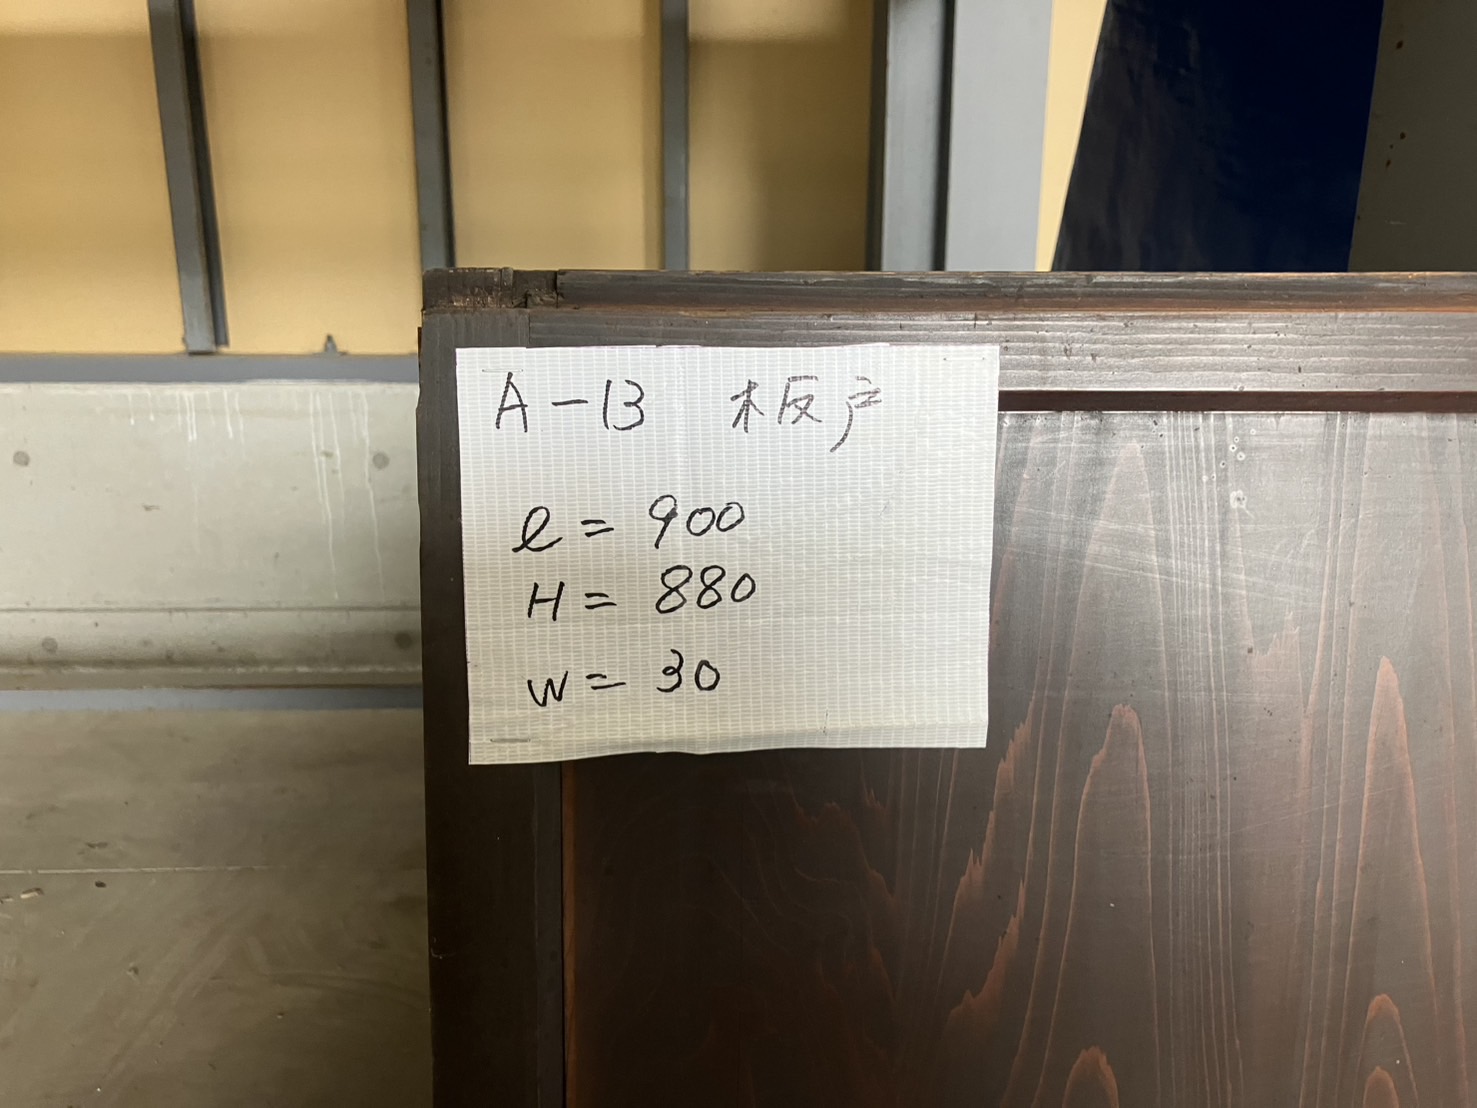 A-13 板戸
l = 900
H = 880
W = 30